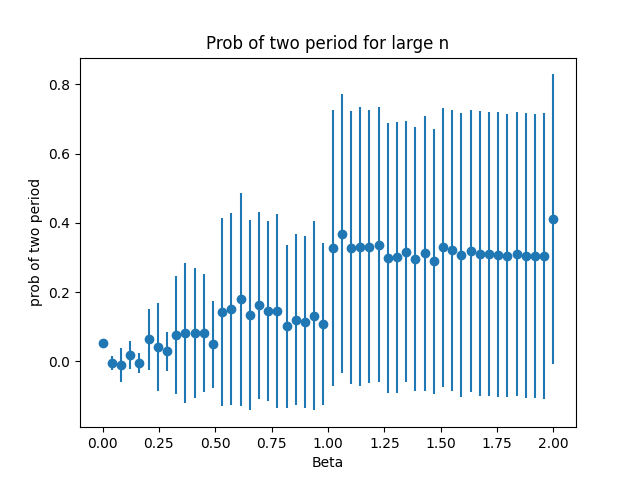 Prob of two period for large n
prob of two period
0.8
0.6
0.4
0.2
0.0
0.00 0.25 0.50 0.75 1.00 1.25 1.50 1.75 2.00
Beta